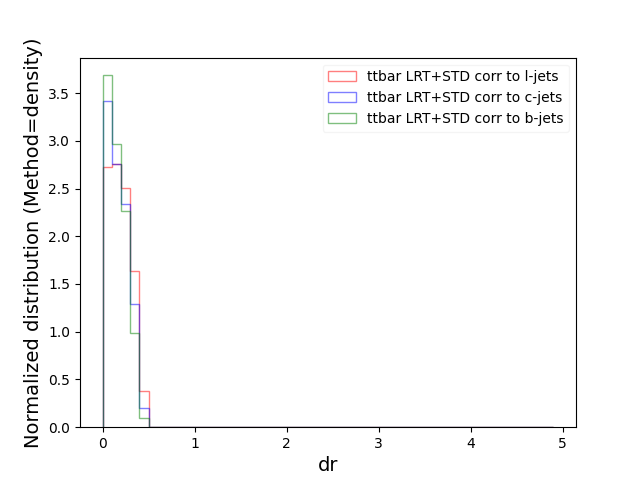 ttbar LRT+STD corr to l-jets
ttbar LRT+STD corr to c-jets
ttbar LRT+STD corr to b-jets
Normalized distribution (Method=density)
3.5
3.0
2.5
2.0
1.5
1.0
0.5
0.0
0 1 2 3 4 5
dr